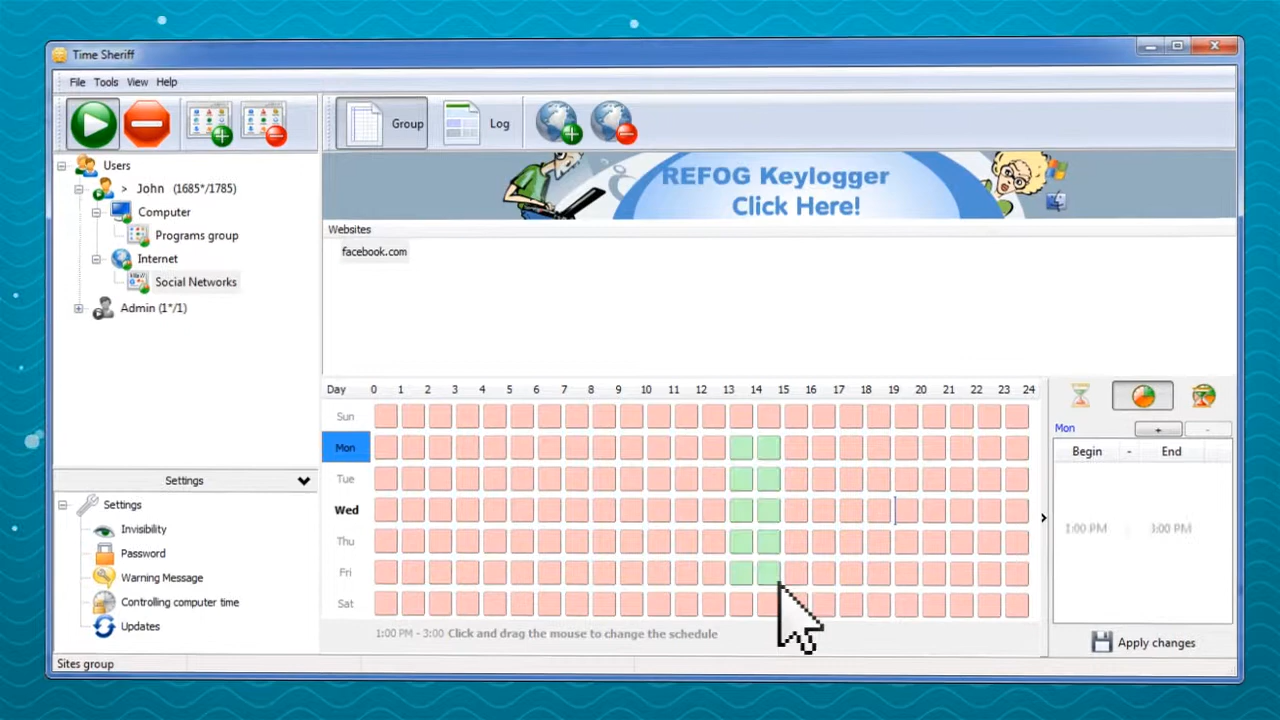 Time Sheriff
File Tools View Help
Group
Log
Users
> John (1685*/1785)
Computer
Programs group
Internet
Social Networks
Admin (1*/1)
REFOG Keylogger
Click Here!
Websites
facebook.com
Day 0 1 2 3 4 5 6 7 8 9 10 11 12 13 14 15 16 17 18 19 20 21 22 23 24
Sun
Mon
Tue
Wed
Thu
Fri
Sat
1:00 PM - 3:00 Click and drag the mouse to change the schedule
Mon
+ -
Begin - End
1:00 PM 3:00 PM
Apply changes
Settings
Settings
Invisibility
Password
Warning Message
Controlling computer time
Updates
Sites group